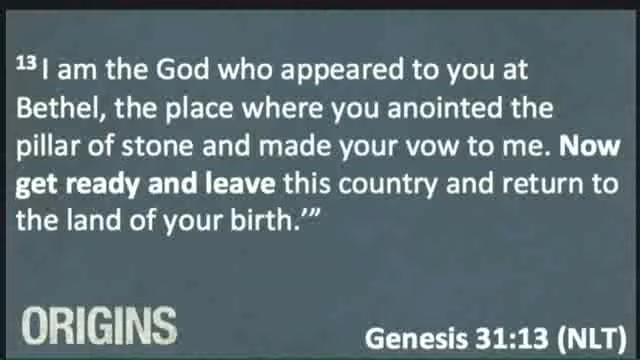 13 I am the God who appeared to you at
Bethel, the place where you anointed the
pillar of stone and made your vow to me. Now
get ready and leave this country and return to
the land of your birth.’”
ORIGINS
Genesis 31:13 (NLT)